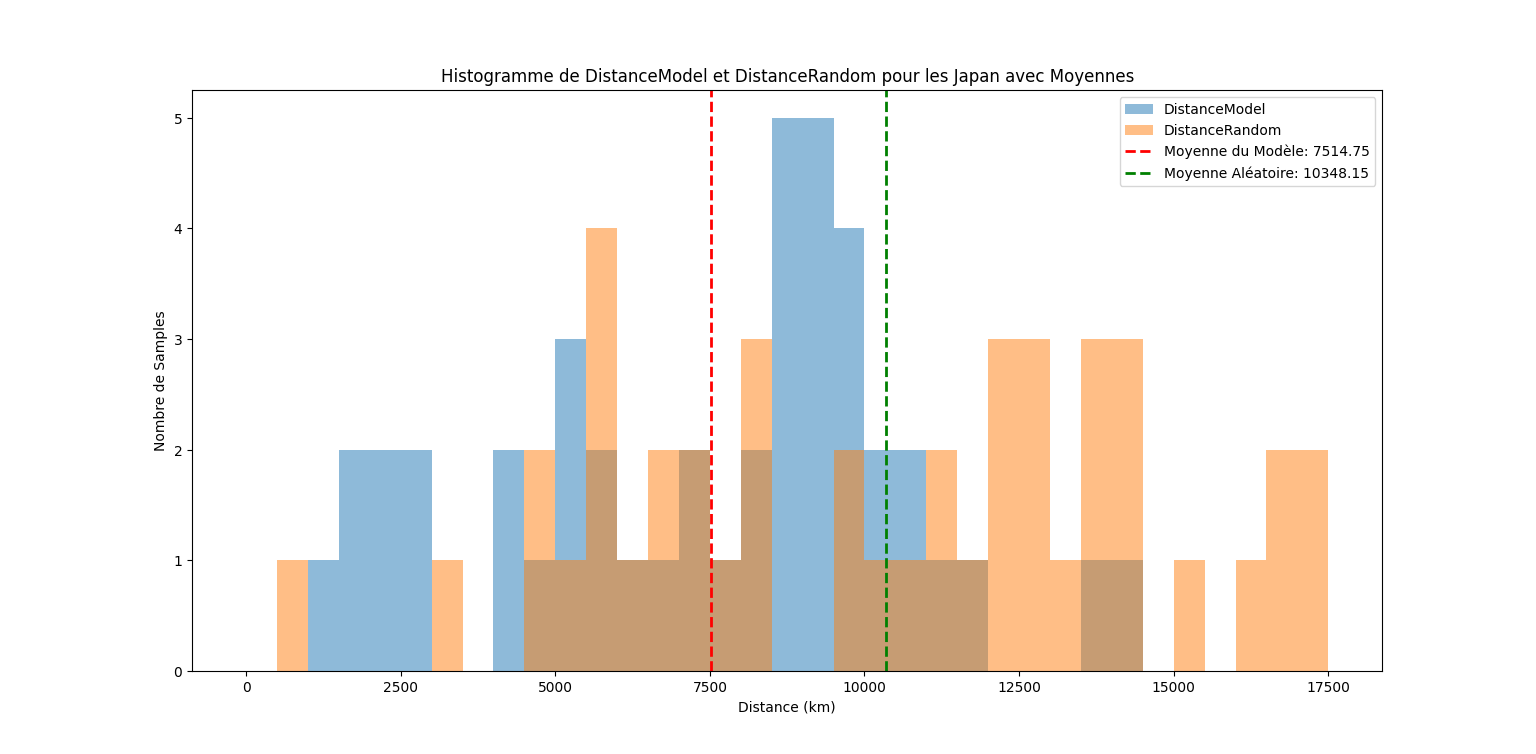 Histogramme de DistanceModel et DistanceRandom pour les Japan avec Moyennes
DistanceModel
DistanceRandom
Moyenne du Modèle: 7514.75
Moyenne Aléatoire: 10348.15
Nombre de Samples
5
4
3
2
1
0
0 2500 5000 7500 10000 12500 15000 17500
Distance (km)